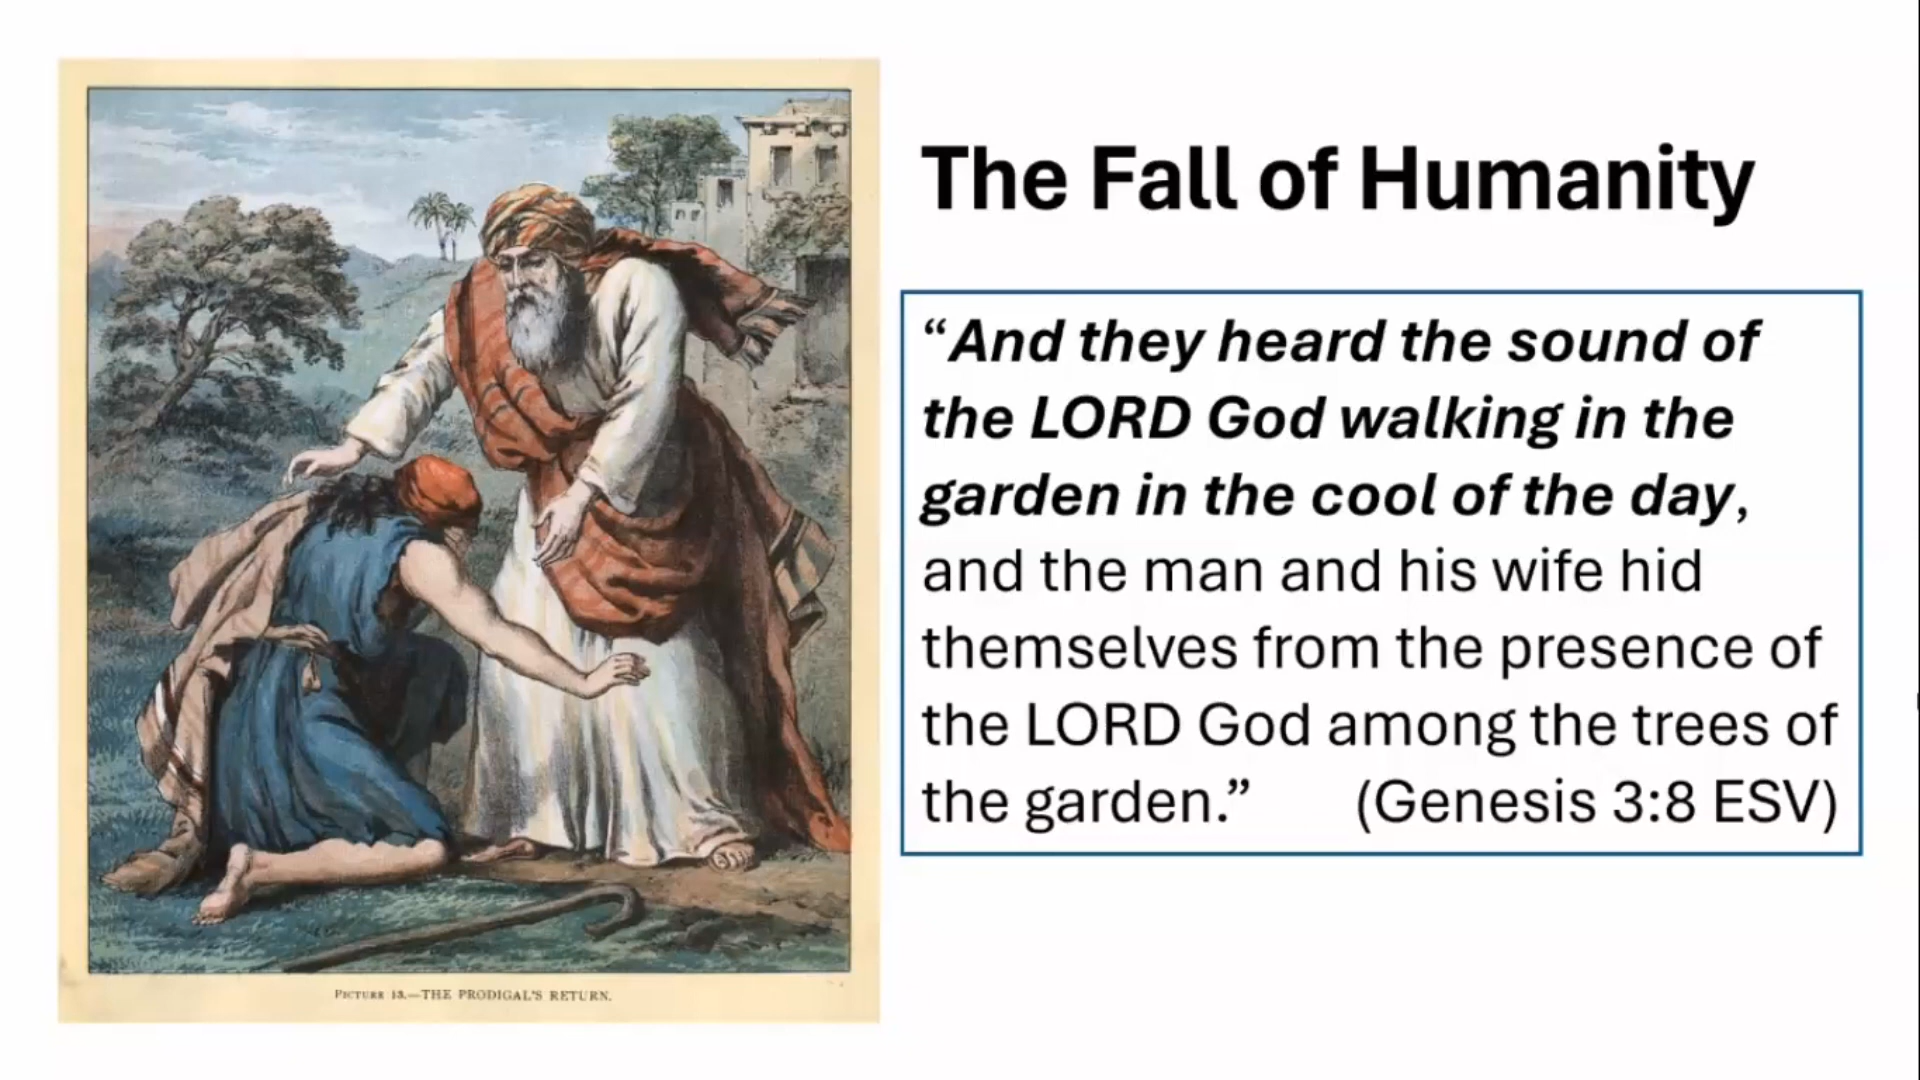 The Fall of Humanity
“And they heard the sound of
the LORD God walking in the
garden in the cool of the day,
and the man and his wife hid
themselves from the presence of
the LORD God among the trees of
the garden.” (Genesis 3:8 ESV)
PICTURE 13.—THE PRODIGAL'S RETURN.